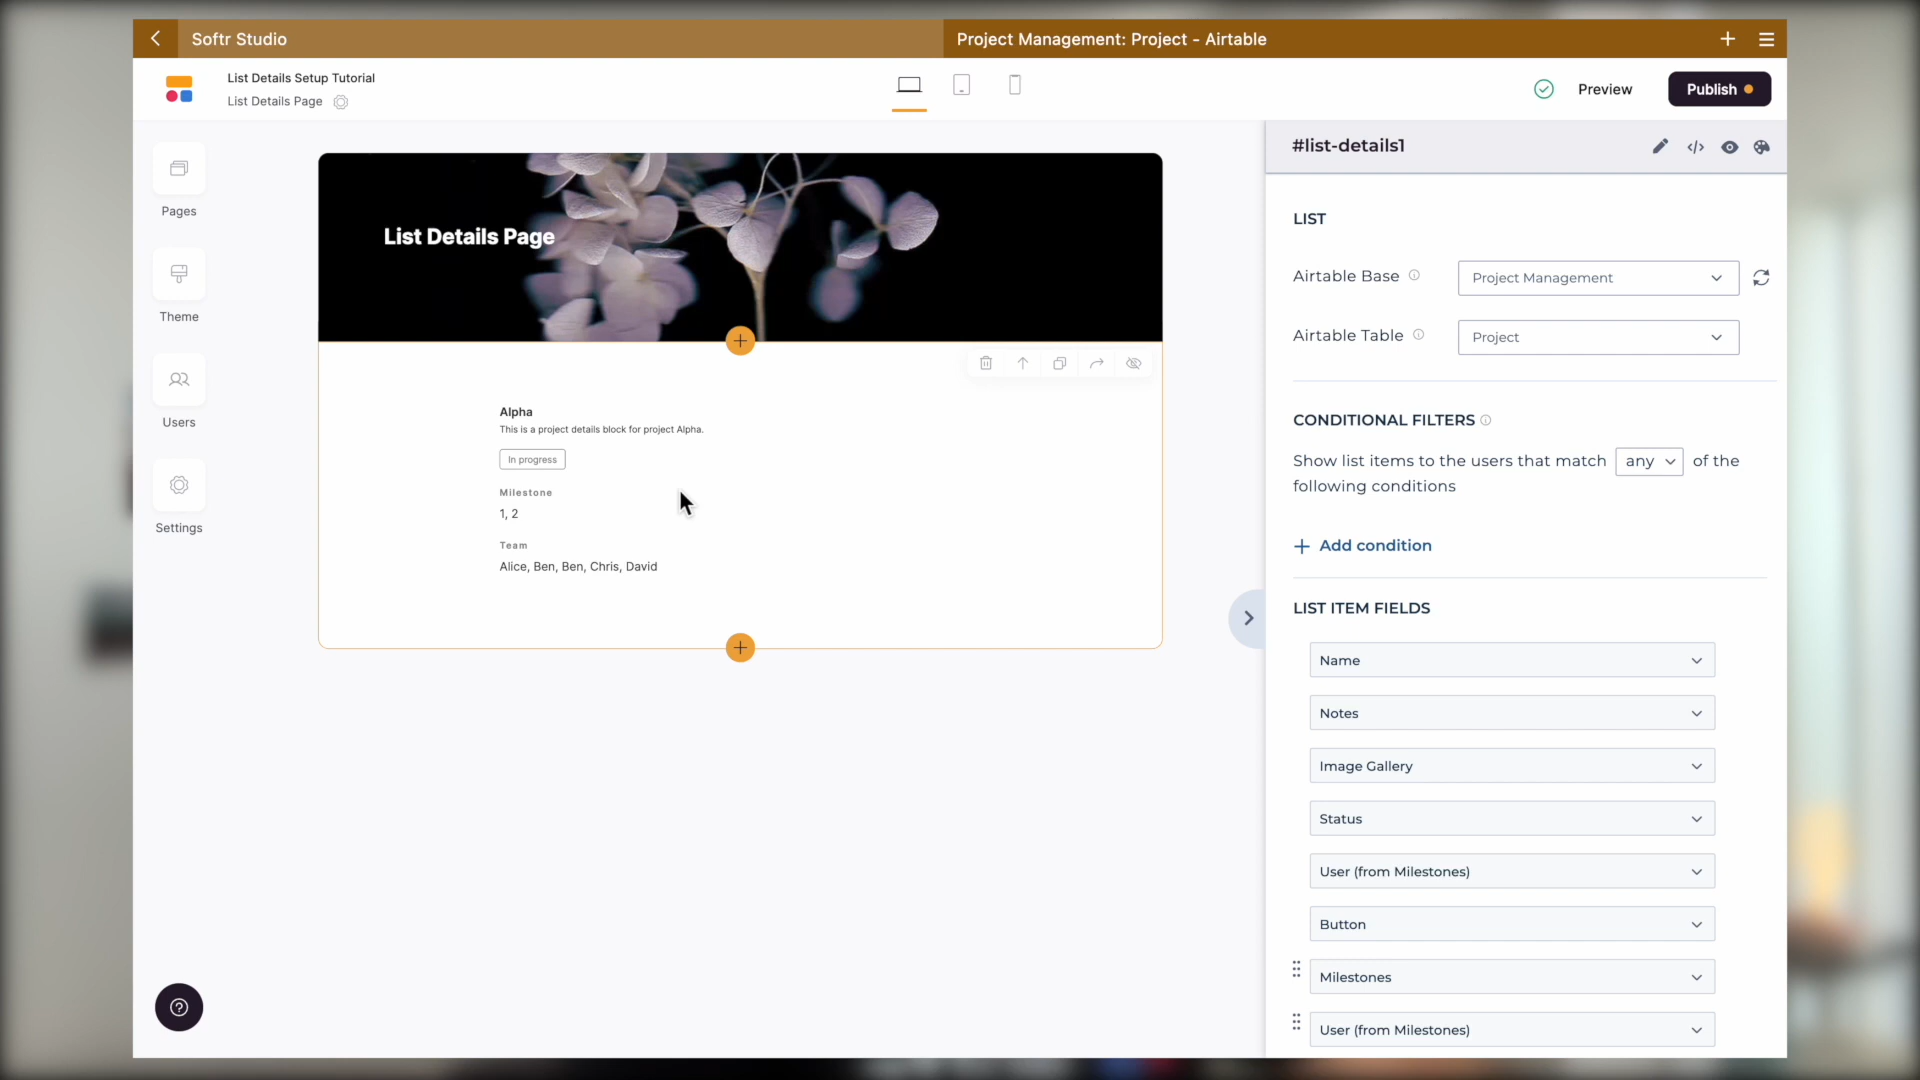 Softr Studio
Project Management: Project - Airtable
List Details Setup Tutorial
List Details Page
Preview
Publish
Pages
Theme
Users
Settings
List Details Page
Alpha
This is a project details block for project Alpha.
In progress
Milestone
1, 2
Team
Alice, Ben, Ben, Chris, David
#list-details1
LIST
Airtable Base
Project Management
Airtable Table
Project
CONDITIONAL FILTERS
Show list items to the users that match any of the
following conditions
Add condition
LIST ITEM FIELDS
Name
Notes
Image Gallery
Status
User (from Milestones)
Button
Milestones
User (from Milestones)